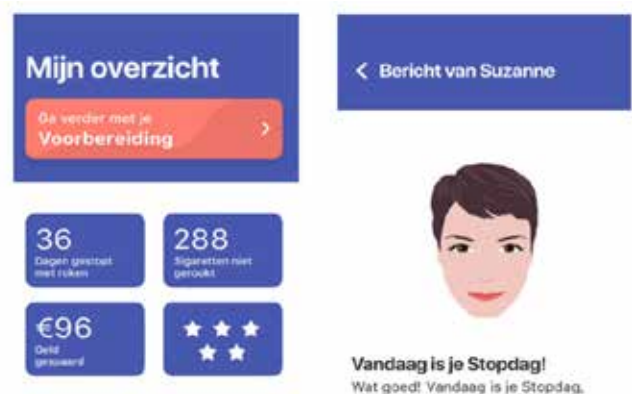 Mijn overzicht
Ga verder met je
Voorbereiding
36
Dagen gestopt
met roken
288
Sigaretten niet
gerookt
€96
Geld
gespaard
Bericht van Suzanne
Vandaag is je Stopdag!
Wat goed! Vandaag is je Stopdag,